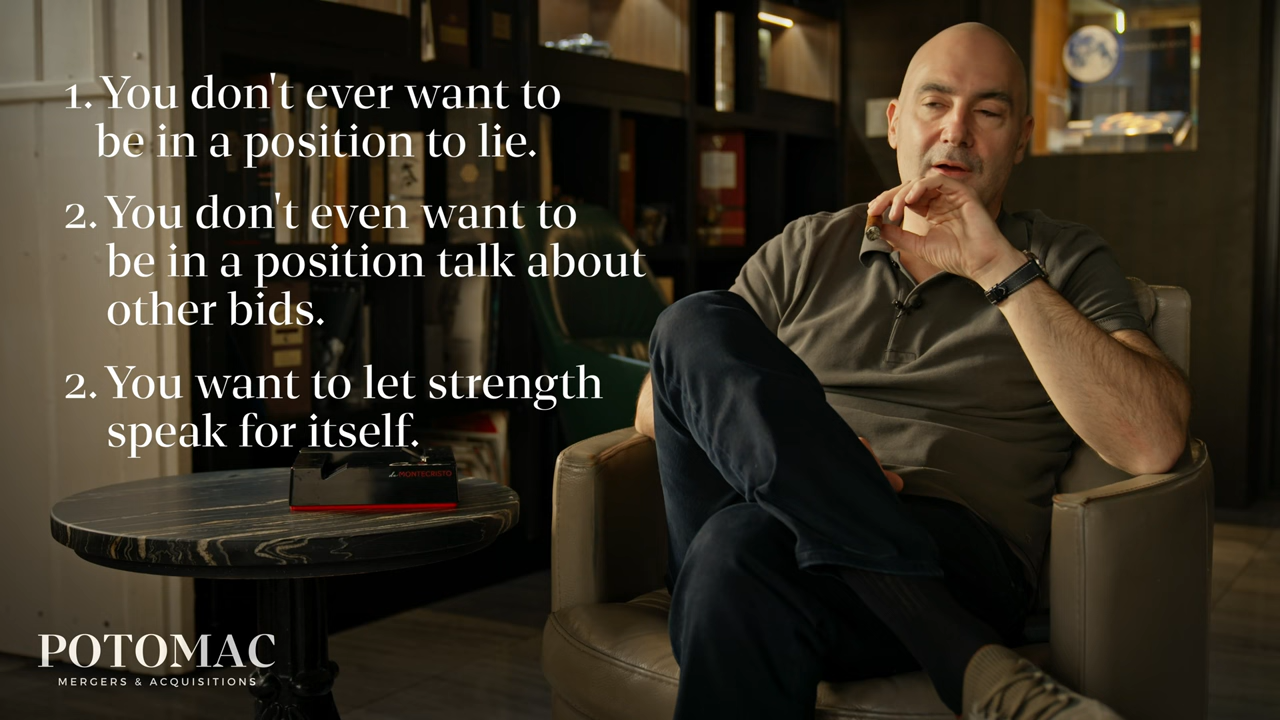 1. You don't ever want to
be in a position to lie.
2. You don't even want to
be in a position talk about
other bids.
2. You want to let strength
speak for itself.
MONTECRISTO
POTOMAC
MERGERS & ACQUISITIONS